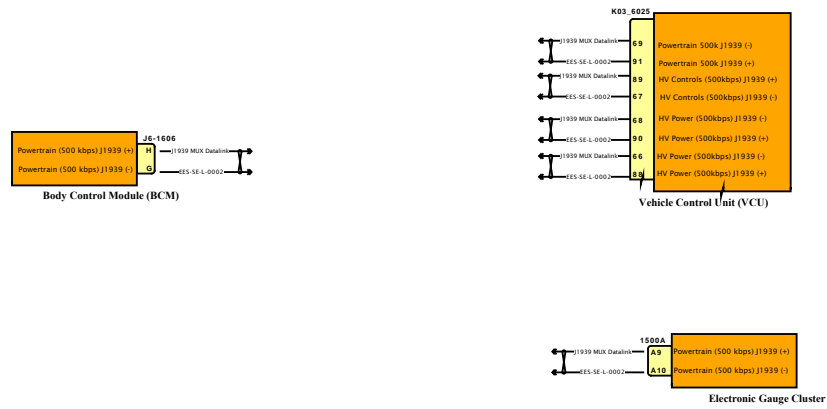 K03_6025
J1939 MUX Datalink
69
Powertrain 500k J1939 (-)
EES-SE-L-0002
91
Powertrain 500k J1939 (+)
J1939 MUX Datalink
89
HV Controls (500kbps) J1939 (+)
EES-SE-L-0002
67
HV Controls (500kbps) J1939 (-)
J1939 MUX Datalink
68
HV Power (500kbps) J1939 (-)
EES-SE-L-0002
90
HV Power (500kbps) J1939 (+)
J1939 MUX Datalink
66
HV Power (500kbps) J1939 (-)
EES-SE-L-0002
88
HV Power (500kbps) J1939 (+)
Vehicle Control Unit (VCU)
J6-1606
Powertrain (500 kbps) J1939 (+)
H
J1939 MUX Datalink
Powertrain (500 kbps) J1939 (-)
G
EES-SE-L-0002
Body Control Module (BCM)
1500A
J1939 MUX Datalink
A9
Powertrain (500 kbps) J1939 (+)
EES-SE-L-0002
A10
Powertrain (500 kbps) J1939 (-)
Electronic Gauge Cluster